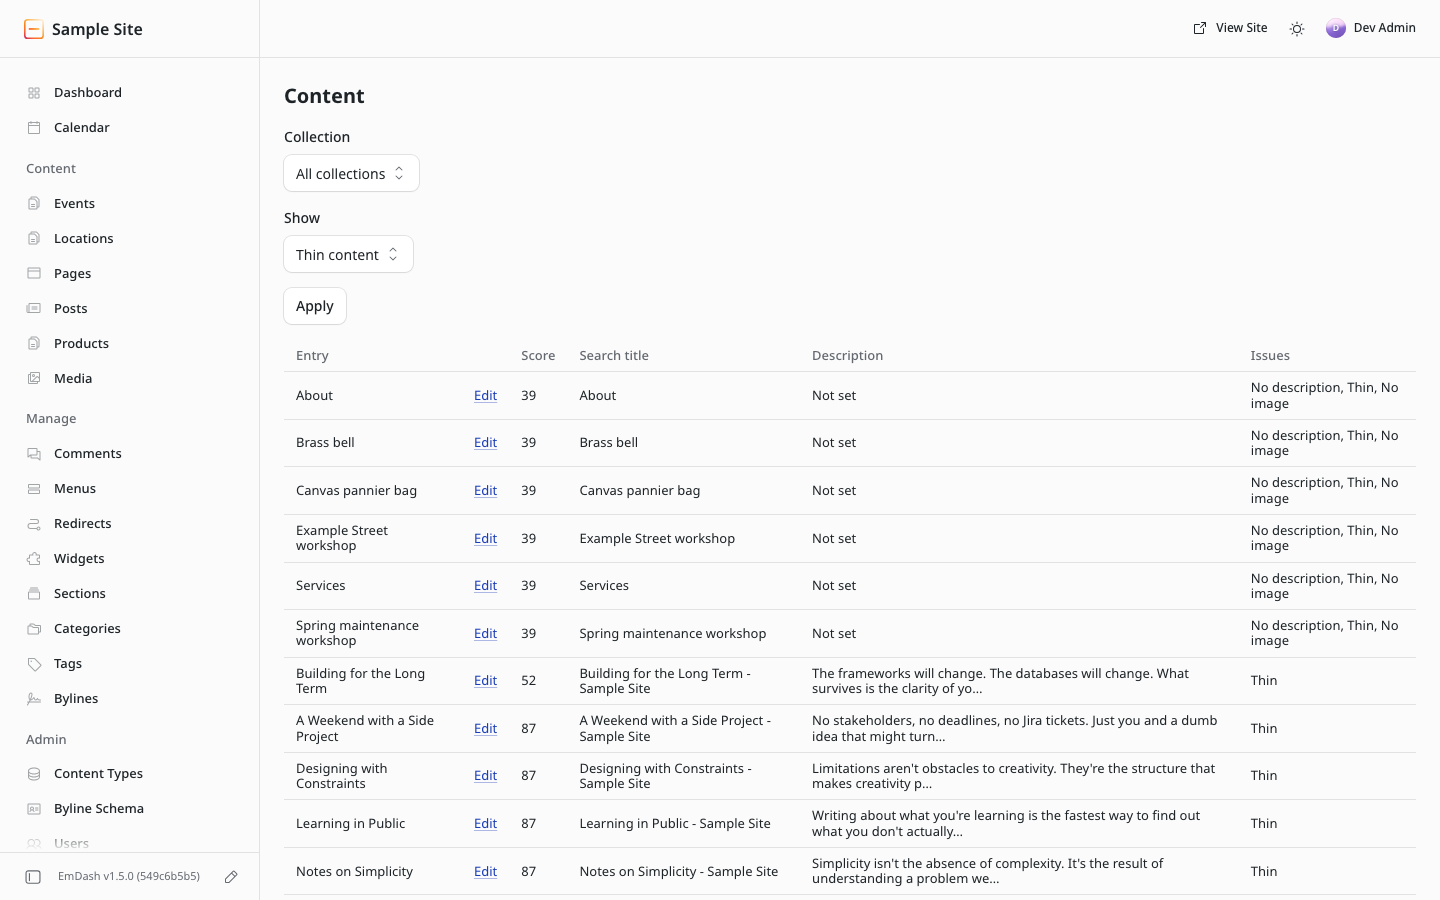 Sample Site
View Site
D
Dev Admin
Dashboard
Calendar
Content
Events
Locations
Pages
Posts
Products
Media
Manage
Comments
Menus
Redirects
Widgets
Sections
Categories
Tags
Bylines
Admin
Content Types
Byline Schema
Users
EmDash v1.5.0 (549c6b5b5)
Content
Collection
All collections
Show
Thin content
Apply
Entry Score Search title Description Issues
About Edit 39 About Not set No description, Thin, No
image
Brass bell Edit 39 Brass bell Not set No description, Thin, No
image
Canvas pannier bag Edit 39 Canvas pannier bag Not set No description, Thin, No
image
Example Street
workshop Edit 39 Example Street workshop Not set No description, Thin, No
image
Services Edit 39 Services Not set No description, Thin, No
image
Spring maintenance
workshop Edit 39 Spring maintenance workshop Not set No description, Thin, No
image
Building for the Long
Term Edit 52 Building for the Long Term -
Sample Site The frameworks will change. The databases will change. What
survives is the clarity of yo... Thin
A Weekend with a Side
Project Edit 87 A Weekend with a Side Project -
Sample Site No stakeholders, no deadlines, no Jira tickets. Just you and a dumb
idea that might turn... Thin
Designing with
Constraints Edit 87 Designing with Constraints -
Sample Site Limitations aren't obstacles to creativity. They're the structure that
makes creativity p... Thin
Learning in Public Edit 87 Learning in Public - Sample Site Writing about what you're learning is the fastest way to find out
what you don't actually... Thin
Notes on Simplicity Edit 87 Notes on Simplicity - Sample Site Simplicity isn't the absence of complexity. It's the result of
understanding a problem we... Thin